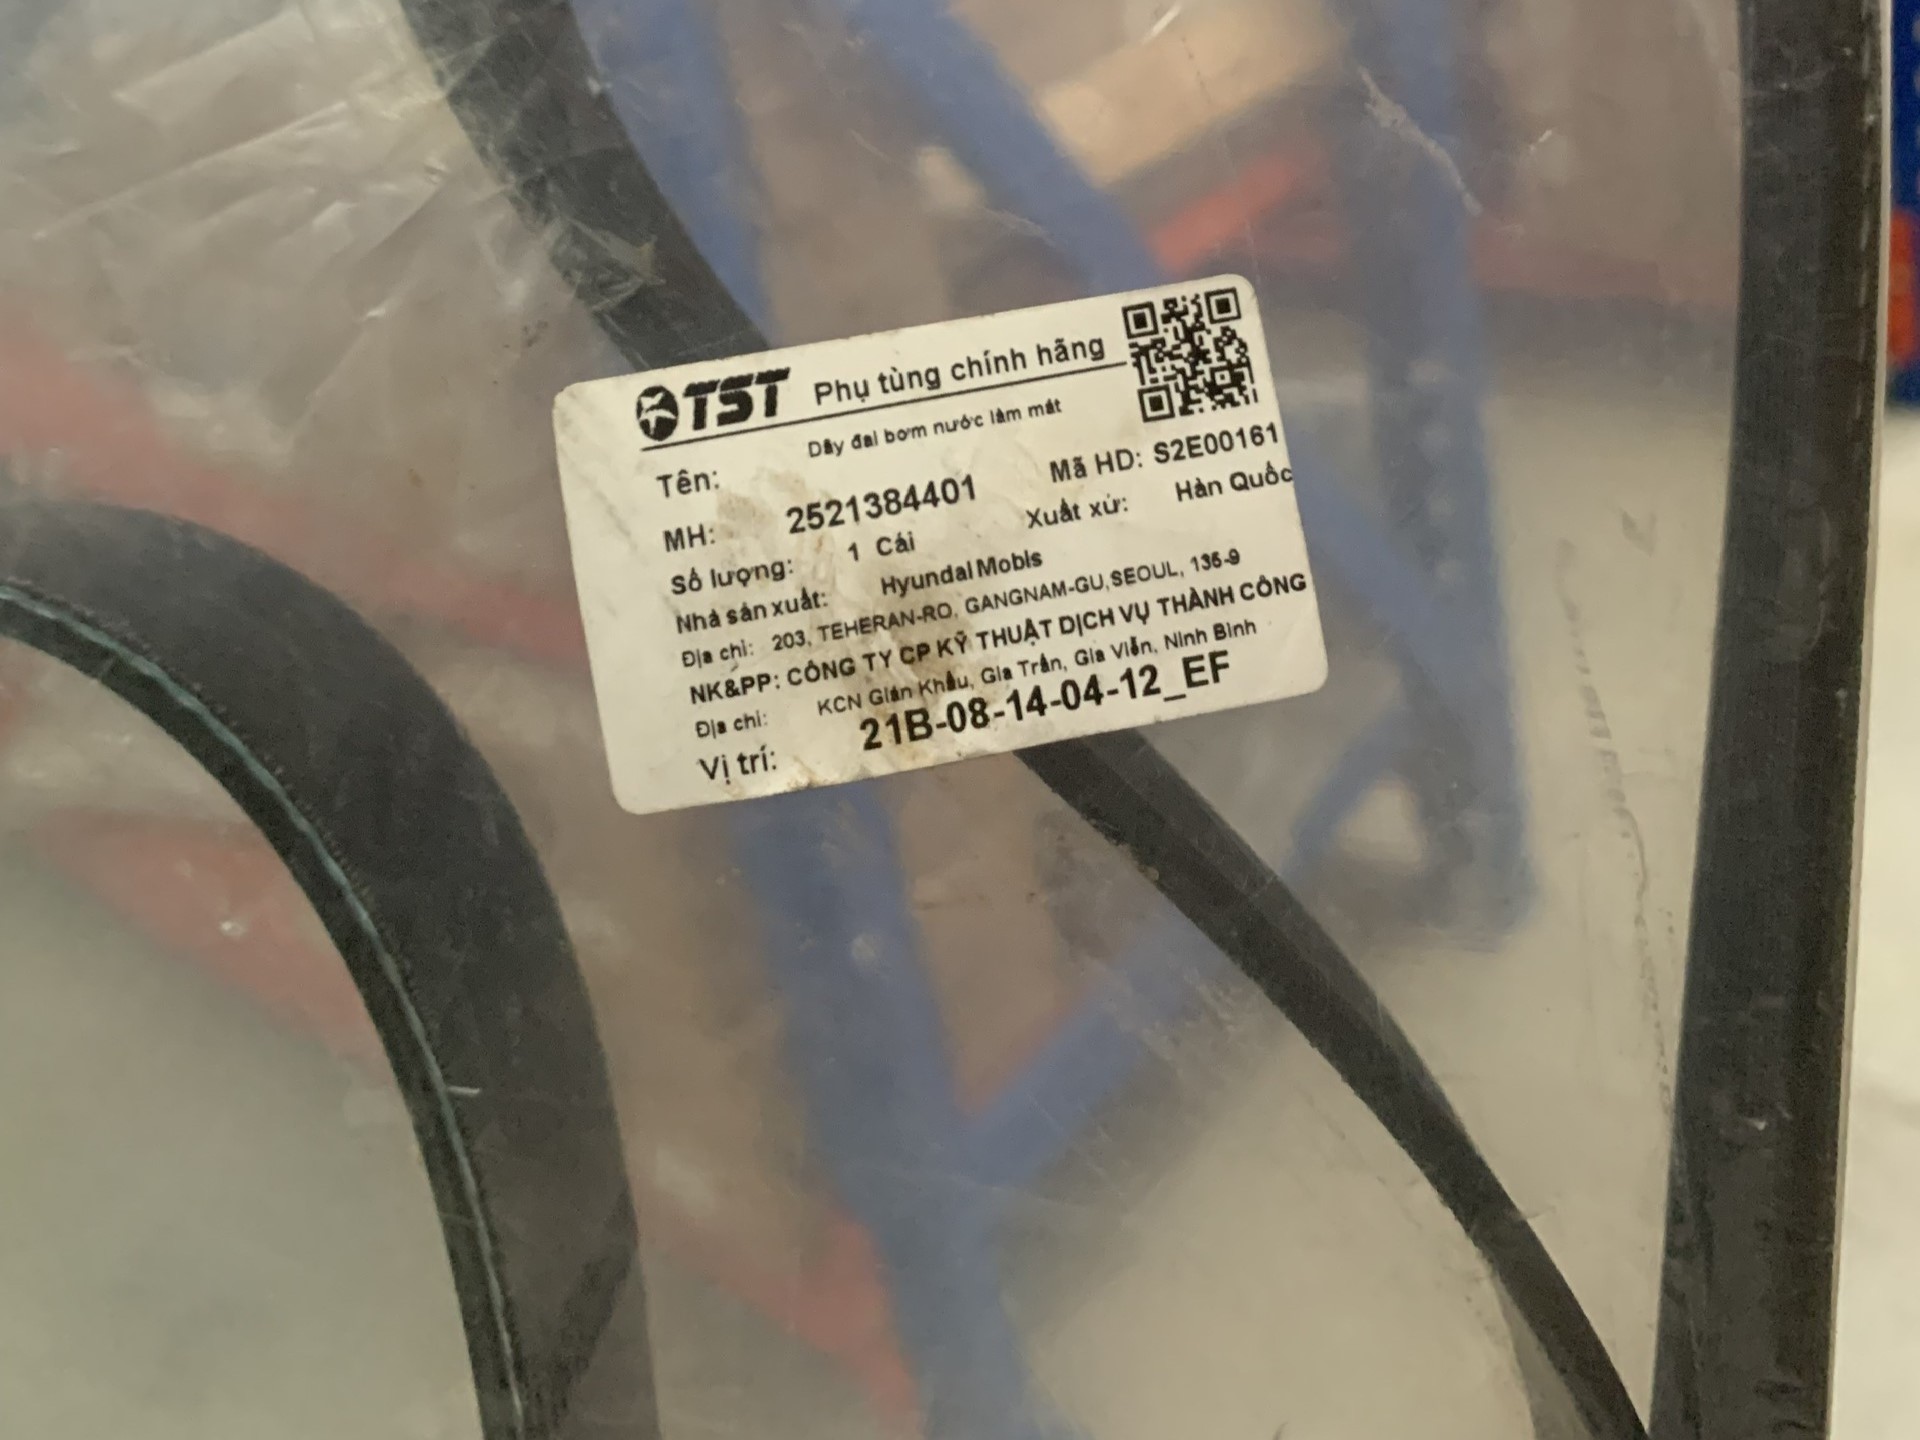 TST Phụ tùng chính hãng
Tên: Dây đai bơm nước làm mát
MH: 2521384401 Mã HD: S2E00161
Số lượng: 1 Cái Xuất xứ: Hàn Quốc
Nhà sản xuất: Hyundai Mobis
Địa chỉ: 203, TEHERAN-RO, GANGNAM-GU, SEOUL, 135-9
NK&PP: CÔNG TY CP KỸ THUẬT DỊCH VỤ THÀNH CÔNG
Địa chỉ: KCN Gián Khẩu, Gia Trấn, Gia Viễn, Ninh Bình
Vị trí: 21B-08-14-04-12_EF